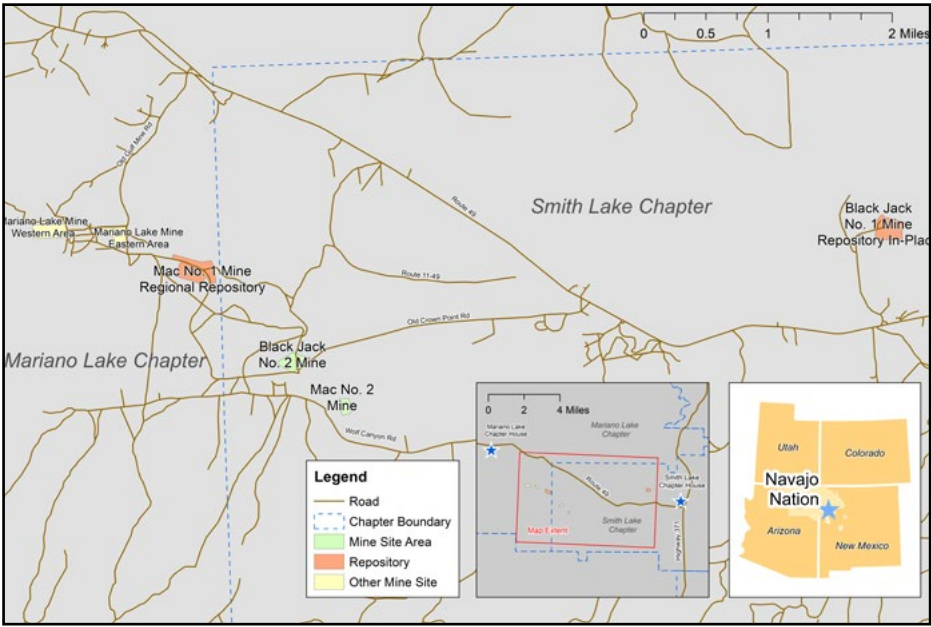 0 0.5 1 2 Miles
Old Gulf Mine Rd
Route 49
Smith Lake Chapter
Black Jack
No. 1 Mine
Repository In-Plac
Mariano Lake Mine
Western Area
Mariano Lake Mine
Eastern Area
Mac No. 1 Mine
Regional Repository
Route 11-49
Old Crown Point Rd
Mariano Lake Chapter
Black Jack
No. 2 Mine
Mac No. 2
Mine
Wolf Canyon Rd
Legend
Road
Chapter Boundary
Mine Site Area
Repository
Other Mine Site
0 2 4 Miles
Mariano Lake
Chapter House
Mariano Lake
Chapter
Route 49
Smith Lake
Chapter House
Map Extent
Smith Lake
Chapter
Highway 371
Utah
Colorado
Navajo
Nation
Arizona
New Mexico